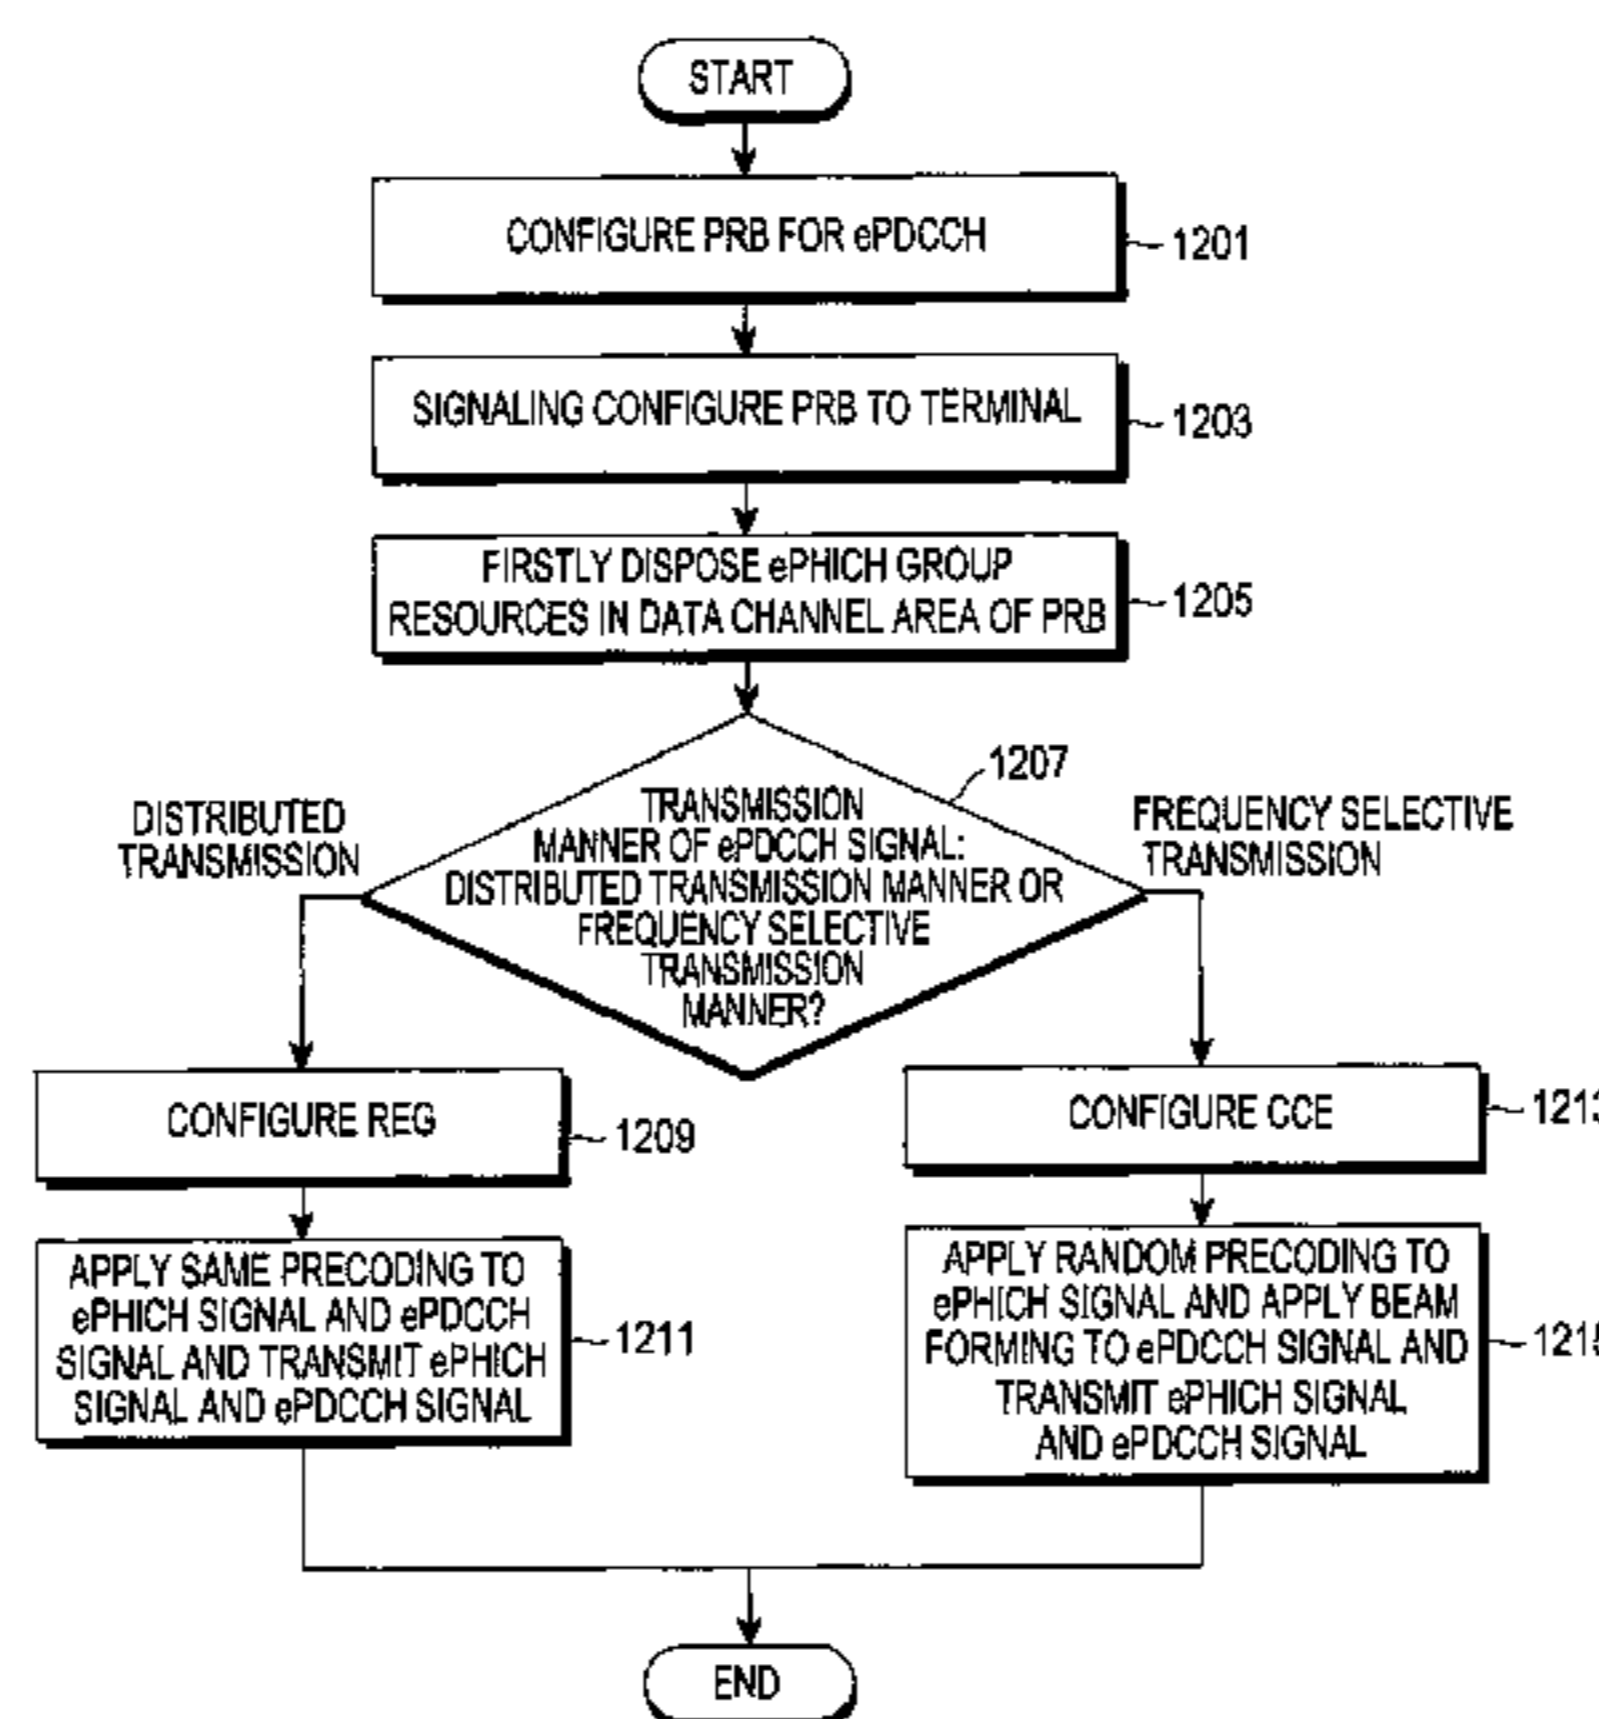 START
CONFIGURE PRB FOR ePDCCH
1201
SIGNALING CONFIGURE PRB TO TERMINAL
1203
FIRSTLY DISPOSE ePHICH GROUP
RESOURCES IN DATA CHANNEL AREA OF PRB
1205
1207
TRANSMISSION
MANNER OF ePDCCH SIGNAL:
DISTRIBUTED TRANSMISSION MANNER OR
FREQUENCY SELECTIVE
TRANSMISSION
MANNER?
DISTRIBUTED
TRANSMISSION
FREQUENCY SELECTIVE
TRANSMISSION
CONFIGURE REG
1209
APPLY SAME PRECODING TO
ePHICH SIGNAL AND ePDCCH
SIGNAL AND TRANSMIT ePHICH
SIGNAL AND ePDCCH SIGNAL
1211
CONFIGURE CCE
1213
APPLY RANDOM PRECODING TO
ePHICH SIGNAL AND APPLY BEAM
FORMING TO ePDCCH SIGNAL AND
TRANSMIT ePHICH SIGNAL
AND ePDCCH SIGNAL
1215
END